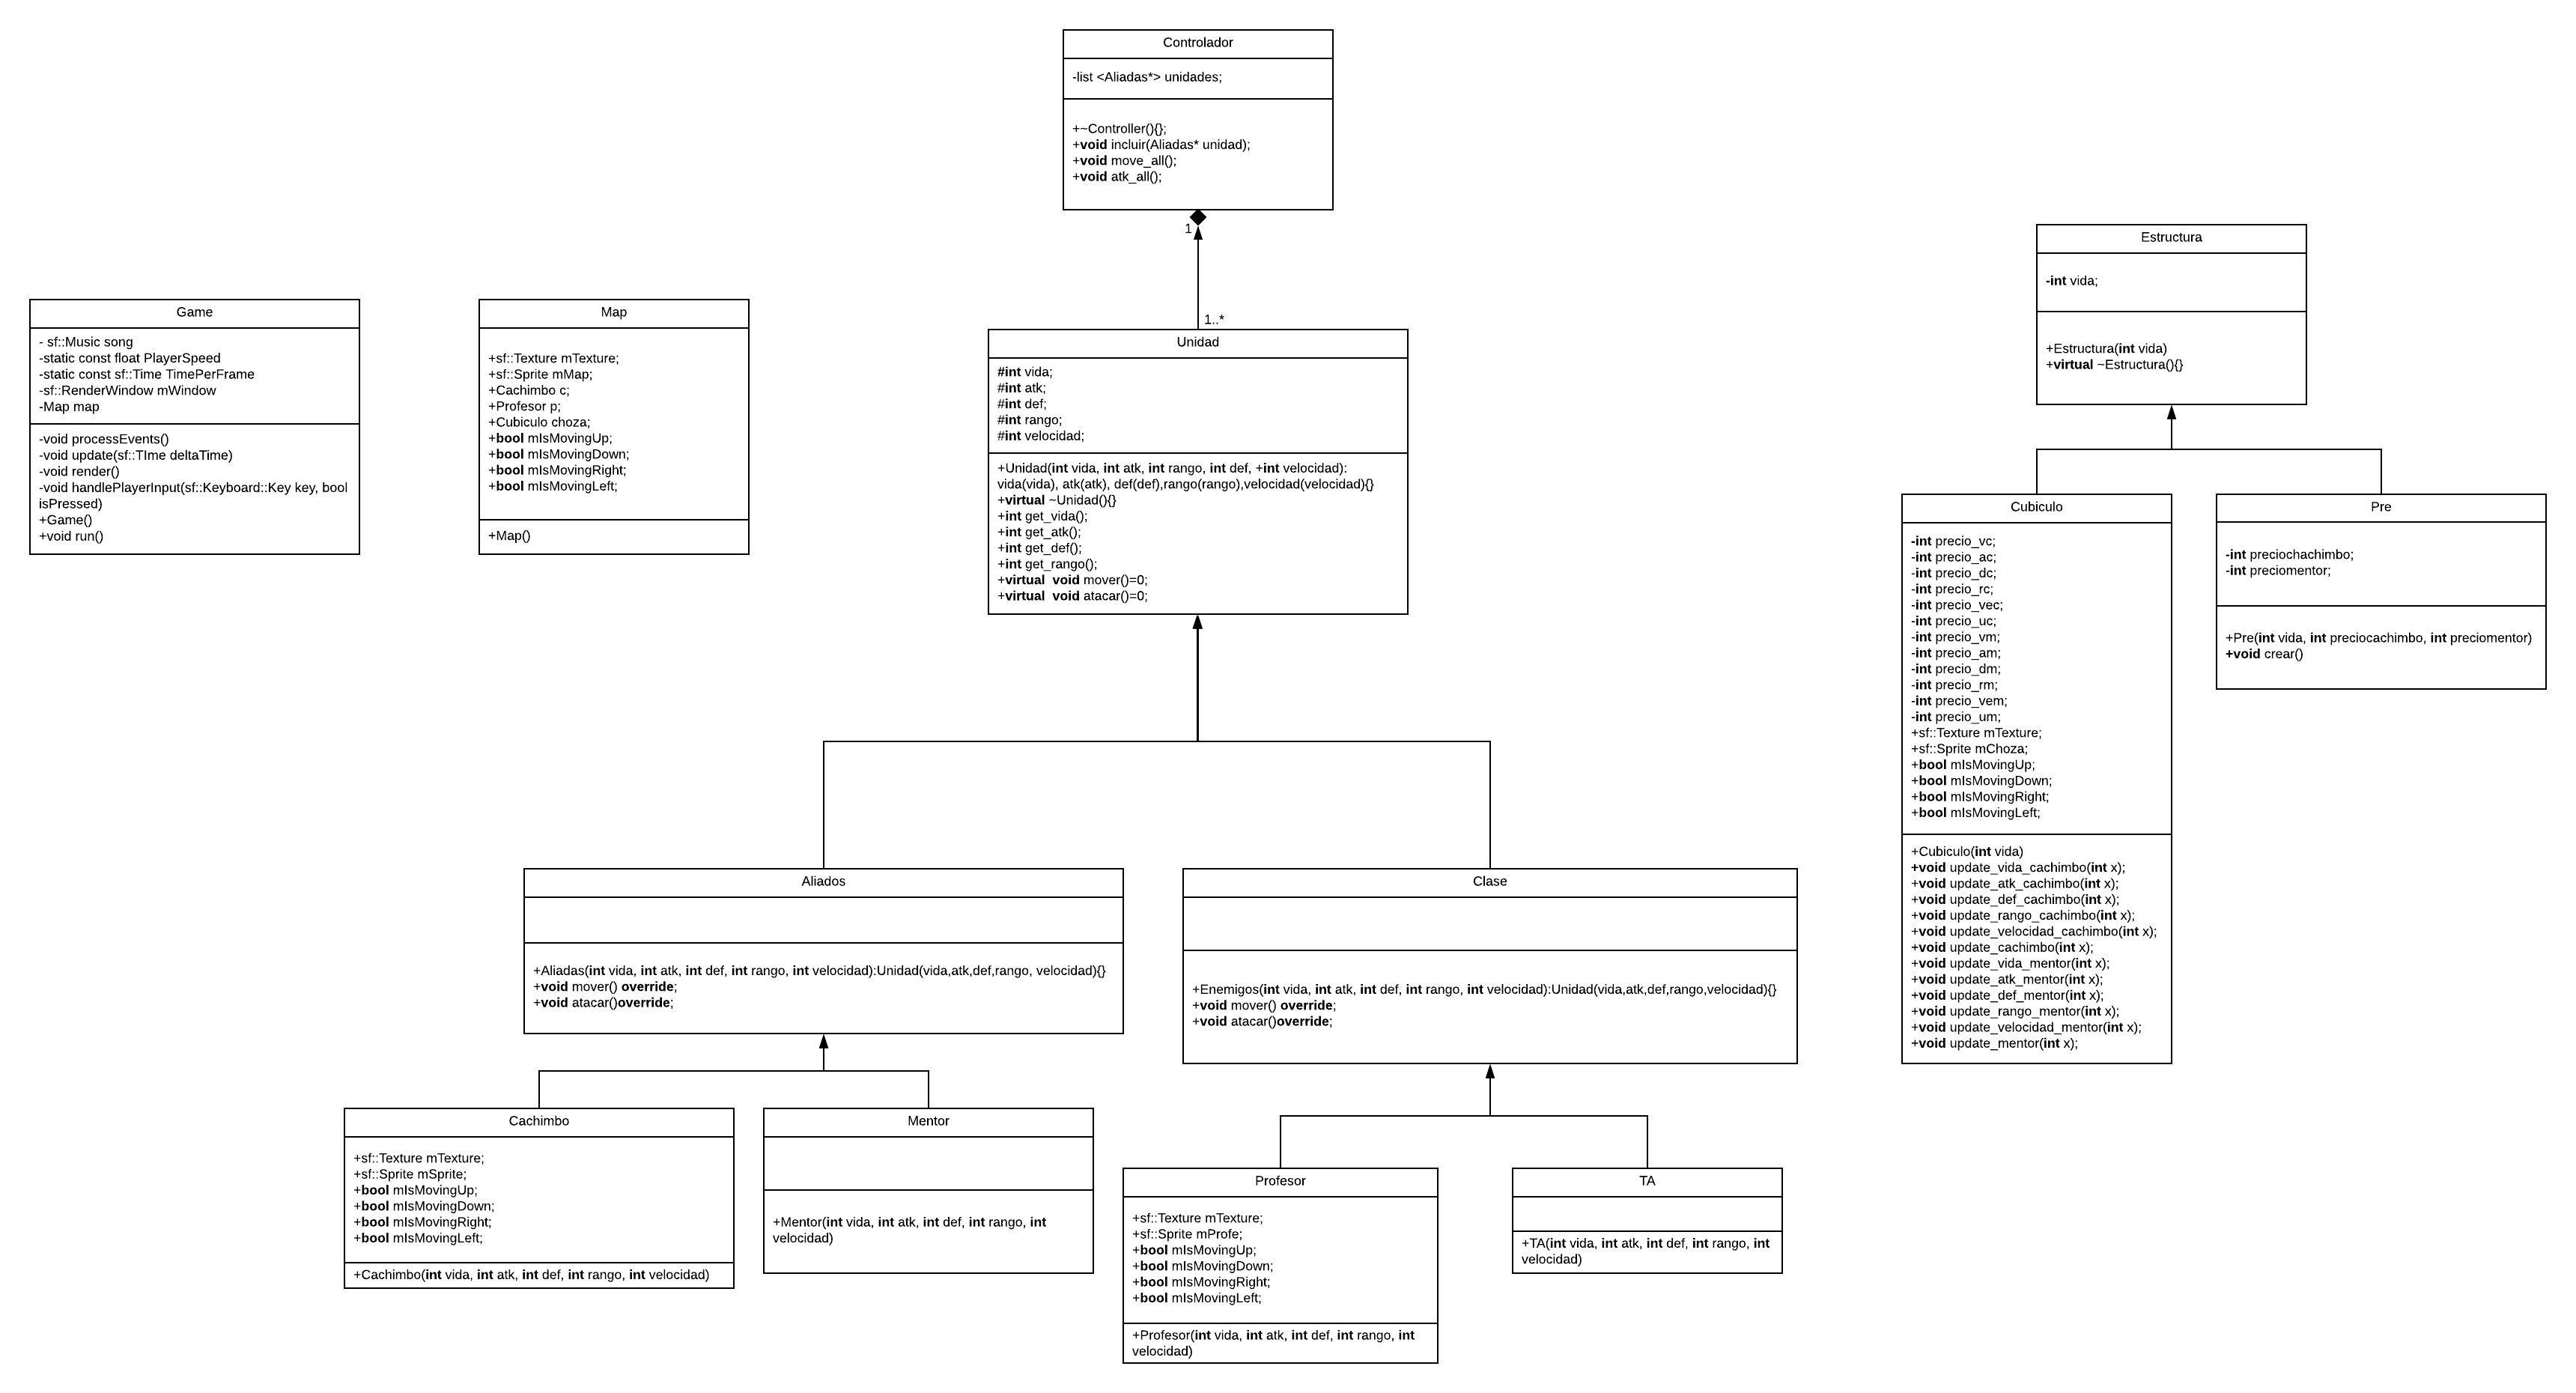 Controlador
-list <Aliadas*> unidades;
+~Controller(){};
+void incluir(Aliadas* unidad);
+void move_all();
+void atk_all();
1
1..*
Game
- sf::Music song
-static const float PlayerSpeed
-static const sf::Time TimePerFrame
-sf::RenderWindow mWindow
-Map map
-void processEvents()
-void update(sf::TIme deltaTime)
-void render()
-void handlePlayerInput(sf::Keyboard::Key key, bool
isPressed)
+Game()
+void run()
Map
+sf::Texture mTexture;
+sf::Sprite mMap;
+Cachimbo c;
+Profesor p;
+Cubiculo choza;
+bool mIsMovingUp;
+bool mIsMovingDown;
+bool mIsMovingRight;
+bool mIsMovingLeft;
+Map()
Unidad
#int vida;
#int atk;
#int def;
#int rango;
#int velocidad;
+Unidad(int vida, int atk, int rango, int def, +int velocidad):
vida(vida), atk(atk), def(def),rango(rango),velocidad(velocidad){}
+virtual ~Unidad(){}
+int get_vida();
+int get_atk();
+int get_def();
+int get_rango();
+virtual  void mover()=0;
+virtual  void atacar()=0;
Estructura
-int vida;
+Estructura(int vida)
+virtual ~Estructura(){}
Cubiculo
-int precio_vc;
-int precio_ac;
-int precio_dc;
-int precio_rc;
-int precio_vec;
-int precio_uc;
-int precio_vm;
-int precio_am;
-int precio_dm;
-int precio_rm;
-int precio_vem;
-int precio_um;
+sf::Texture mTexture;
+sf::Sprite mChoza;
+bool mIsMovingUp;
+bool mIsMovingDown;
+bool mIsMovingRight;
+bool mIsMovingLeft;
+Cubiculo(int vida)
+void update_vida_cachimbo(int x);
+void update_atk_cachimbo(int x);
+void update_def_cachimbo(int x);
+void update_rango_cachimbo(int x);
+void update_velocidad_cachimbo(int x);
+void update_cachimbo(int x);
+void update_vida_mentor(int x);
+void update_atk_mentor(int x);
+void update_def_mentor(int x);
+void update_rango_mentor(int x);
+void update_velocidad_mentor(int x);
+void update_mentor(int x);
Pre
-int preciochachimbo;
-int preciomentor;
+Pre(int vida, int preciocachimbo, int preciomentor)
+void crear()
Aliados
+Aliadas(int vida, int atk, int def, int rango, int velocidad):Unidad(vida,atk,def,rango, velocidad){}
+void mover() override;
+void atacar()override;
Clase
+Enemigos(int vida, int atk, int def, int rango, int velocidad):Unidad(vida,atk,def,rango,velocidad){}
+void mover() override;
+void atacar()override;
Cachimbo
+sf::Texture mTexture;
+sf::Sprite mSprite;
+bool mIsMovingUp;
+bool mIsMovingDown;
+bool mIsMovingRight;
+bool mIsMovingLeft;
+Cachimbo(int vida, int atk, int def, int rango, int velocidad)
Mentor
+Mentor(int vida, int atk, int def, int rango, int
velocidad)
Profesor
+sf::Texture mTexture;
+sf::Sprite mProfe;
+bool mIsMovingUp;
+bool mIsMovingDown;
+bool mIsMovingRight;
+bool mIsMovingLeft;
+Profesor(int vida, int atk, int def, int rango, int
velocidad)
TA
+TA(int vida, int atk, int def, int rango, int
velocidad)